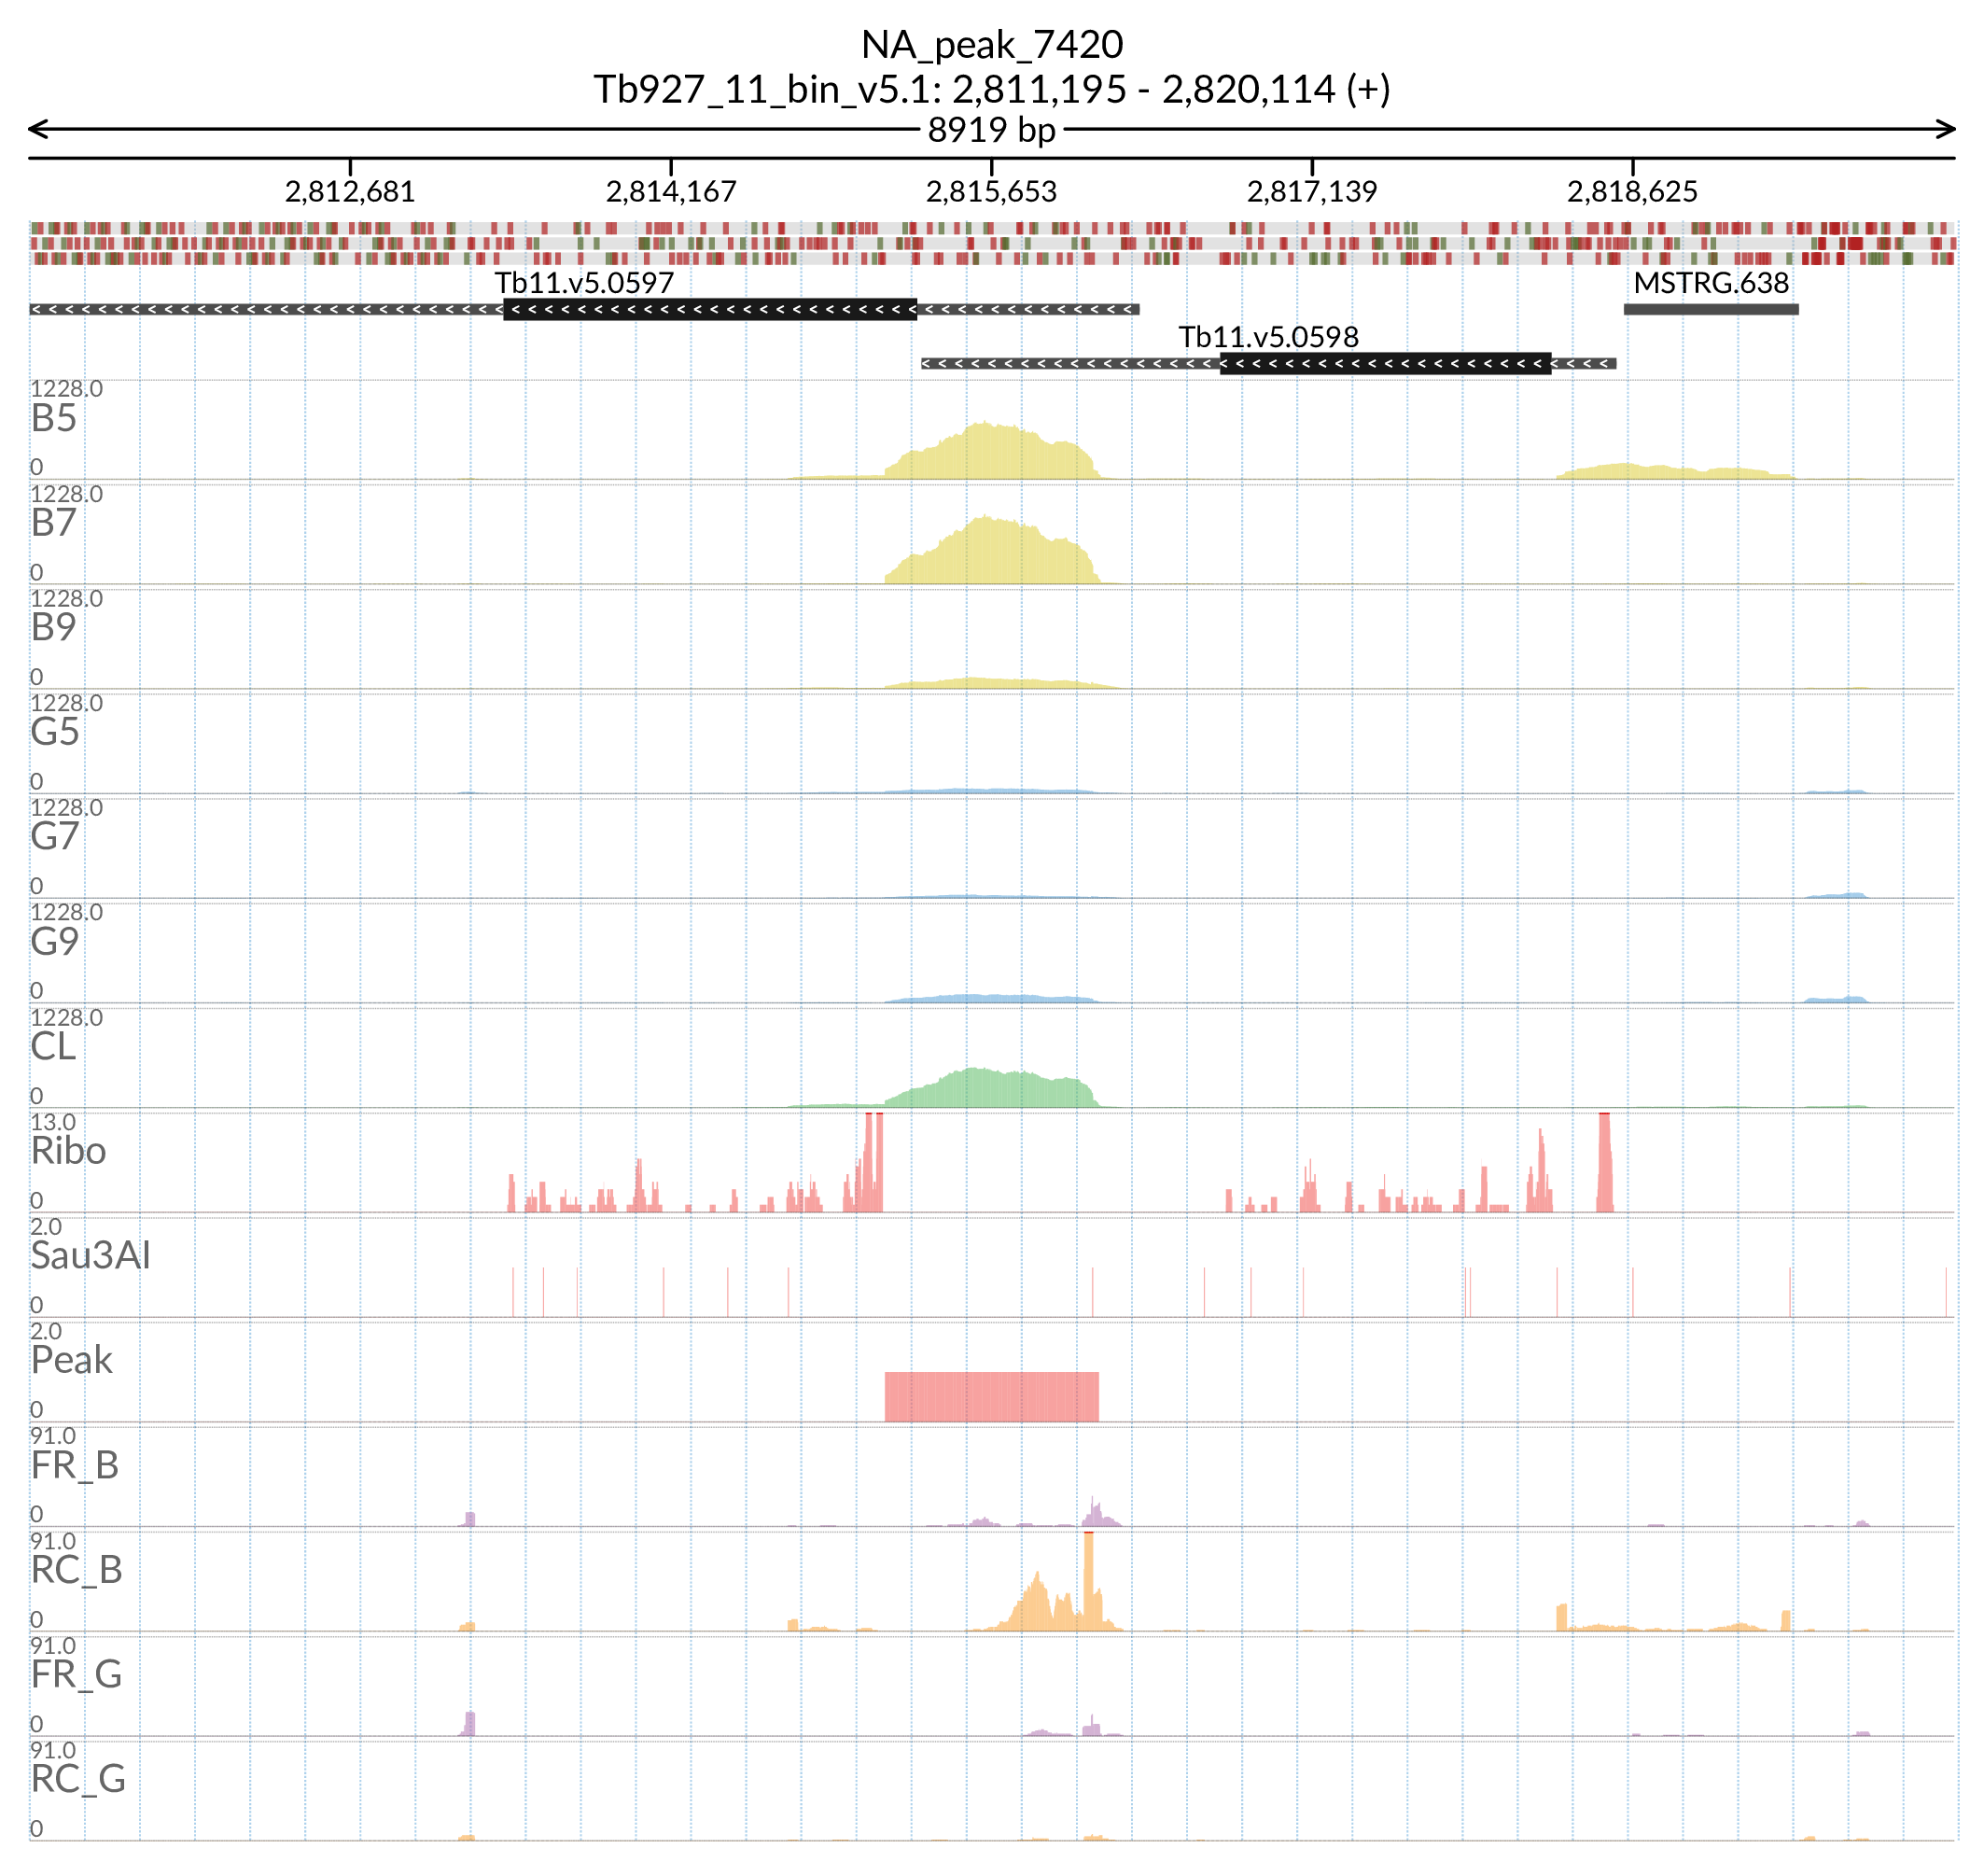 NA_peak_7420
Tb927_11_bin_v5.1: 2,811,195 - 2,820,114 (+)
8919 bp
2,812,681 2,814,167 2,815,653 2,817,139 2,818,625
Tb11.v5.0597 MSTRG.638
Tb11.v5.0598
1228.0
B5
0
1228.0
B7
0
1228.0
B9
0
1228.0
G5
0
1228.0
G7
0
1228.0
G9
0
1228.0
CL
0
13.0
Ribo
0
2.0
Sau3AI
0
2.0
Peak
0
91.0
FR_B
0
91.0
RC_B
0
91.0
FR_G
0
91.0
RC_G
0